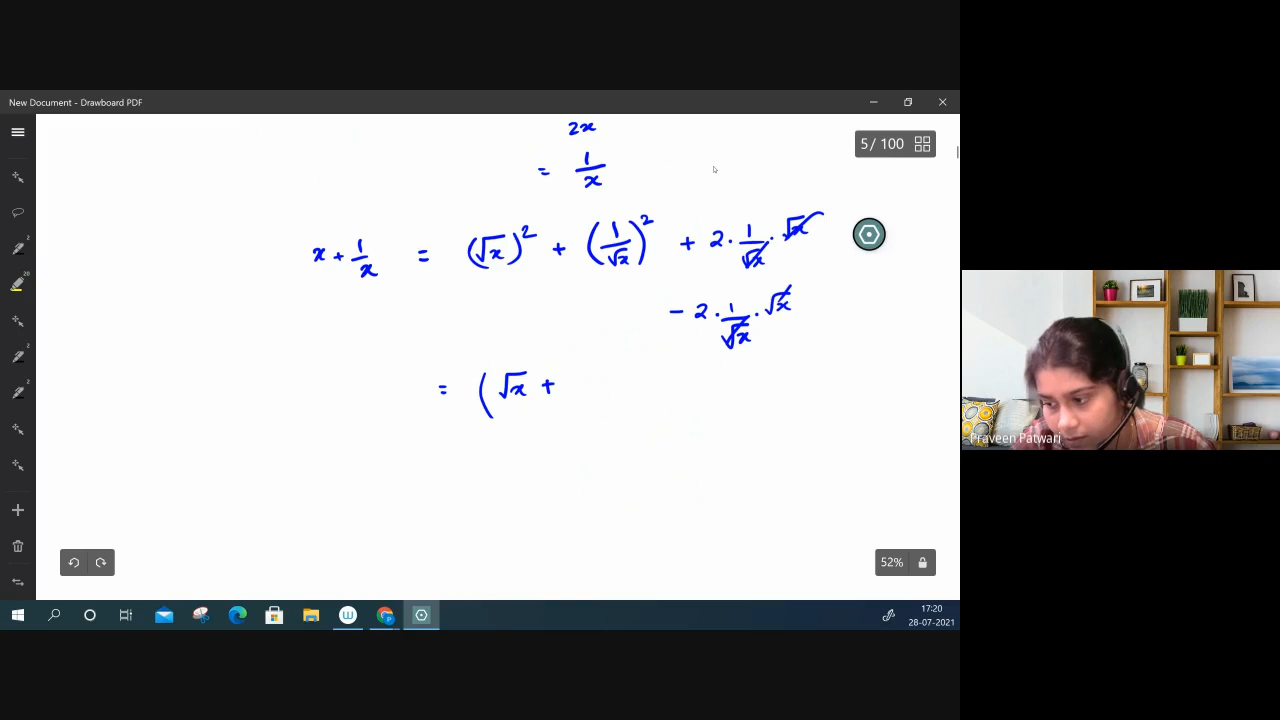 New Document - Drawboard PDF
2x
5 / 100
= 1/x
x + 1/x = (√x)² + (1/√x)² + 2 · 1/√x · √x
- 2 · 1/√x · √x
= (√x +
Praveen Patwari
52%
17:20
28-07-2021